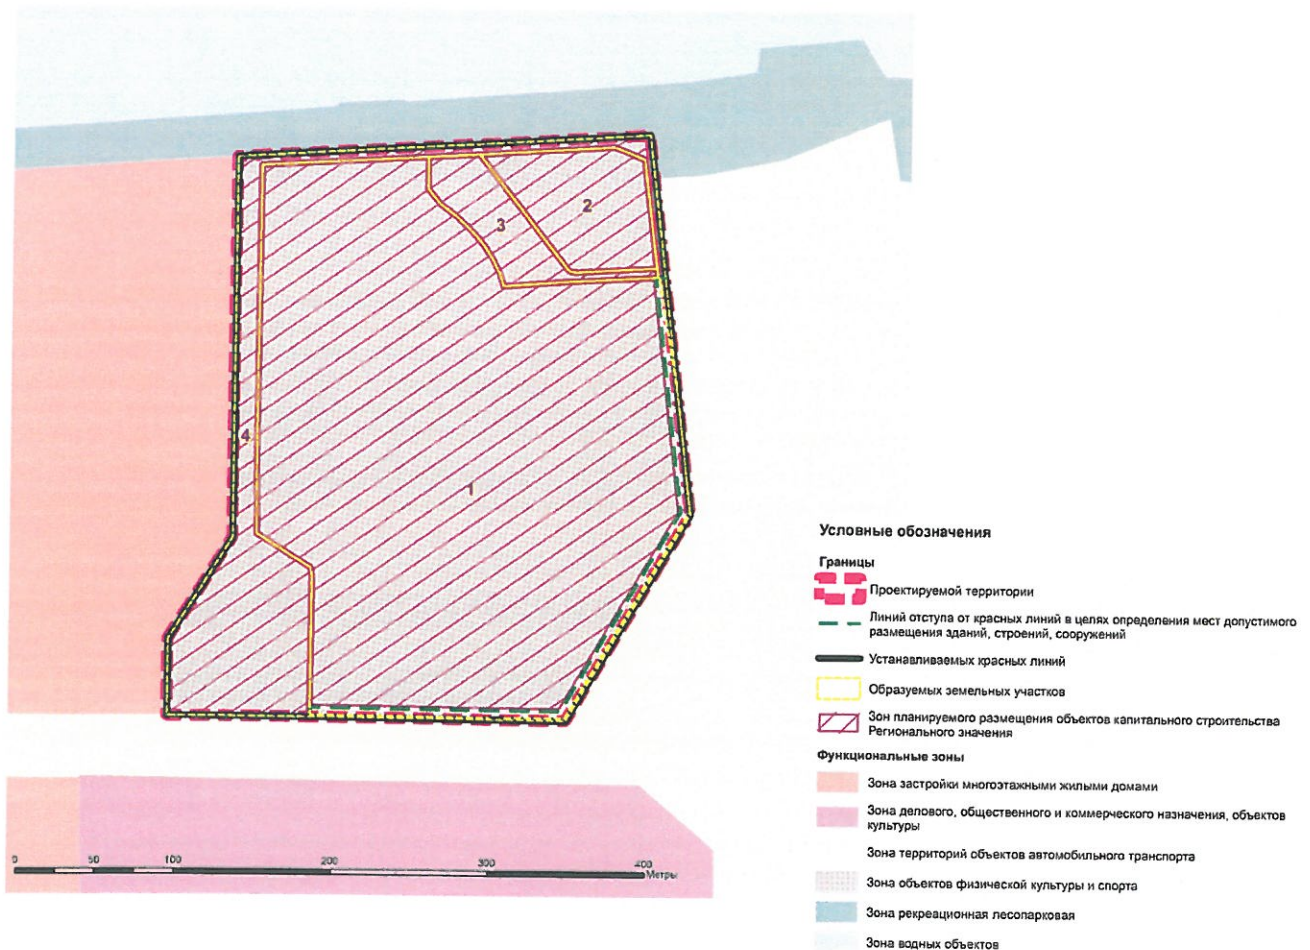 2
3
4
1
Условные обозначения
Границы
Проектируемой территории
Линий отступа от красных линий в целях определения мест допустимого
размещения зданий, строений, сооружений
Устанавливаемых красных линий
Образуемых земельных участков
Зон планируемого размещения объектов капитального строительства
Регионального значения
Функциональные зоны
Зона застройки многоэтажными жилыми домами
Зона делового, общественного и коммерческого назначения, объектов
культуры
Зона территорий объектов автомобильного транспорта
Зона объектов физической культуры и спорта
Зона рекреационная лесопарковая
Зона водных объектов
0 50 100 200 300 400
Метры